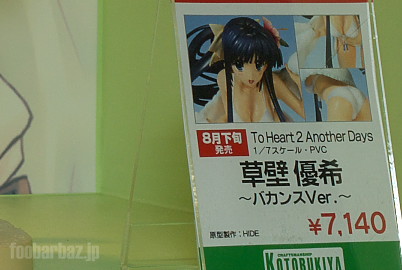 8月下旬
発売
To Heart 2 Another Days
1/7スケール・PVC
草壁 優希
～バカンスVer.～
¥7,140
原型製作：HIDE
CRAFTSMANSHIP
KOTOBUKIYA
foobarbaz.jp